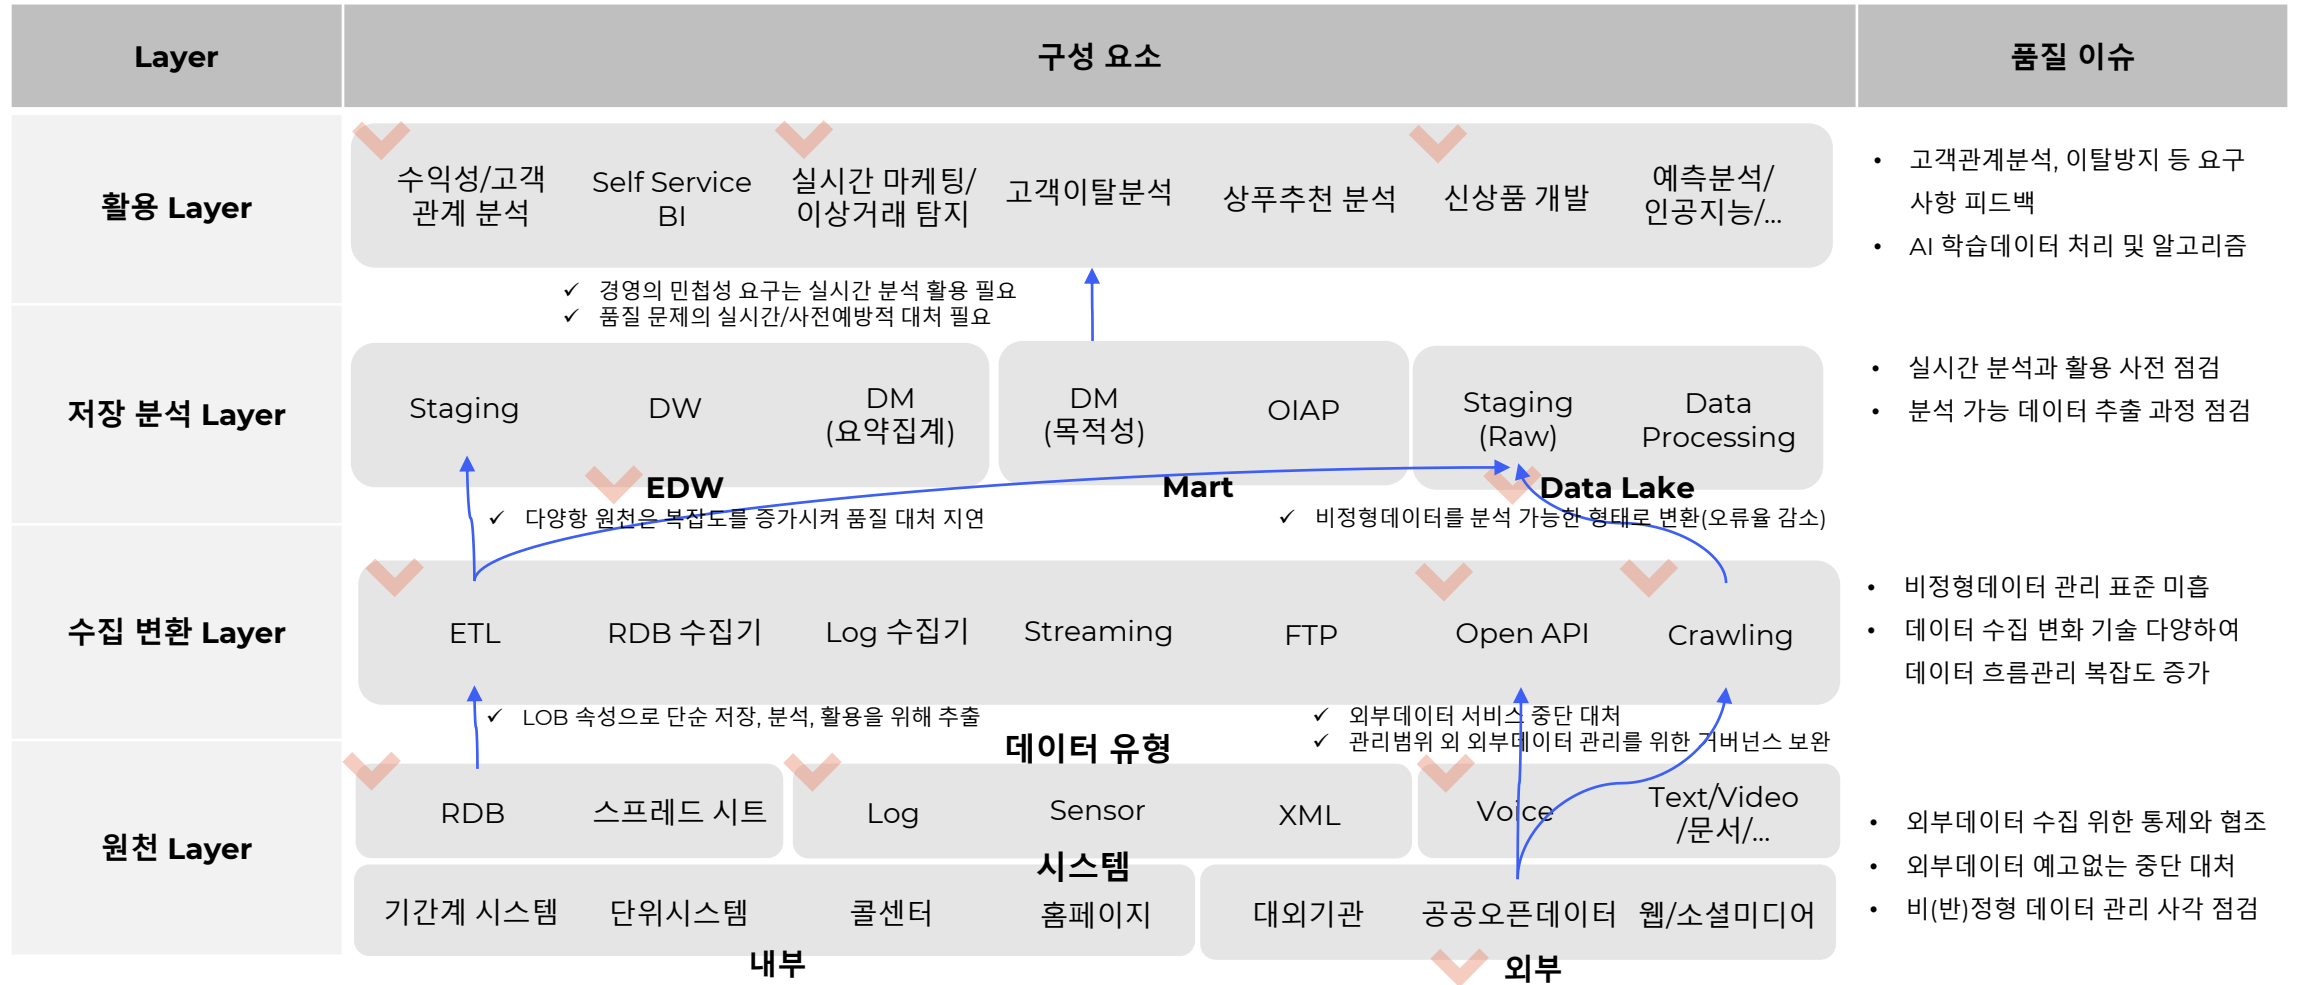 Layer
구성 요소
품질 이슈
활용 Layer
수익성/고객
관계 분석
Self Service
BI
실시간 마케팅/
이상거래 탐지
고객이탈분석
상푸추천 분석
신상품 개발
예측분석/
인공지능/...
• 고객관계분석, 이탈방지 등 요구
사항 피드백
• AI 학습데이터 처리 및 알고리즘
✓ 경영의 민첩성 요구는 실시간 분석 활용 필요
✓ 품질 문제의 실시간/사전예방적 대처 필요
저장 분석 Layer
Staging
DW
DM
(요약집계)
DM
(목적성)
OIAP
Staging
(Raw)
Data
Processing
EDW
Mart
Data Lake
• 실시간 분석과 활용 사전 점검
• 분석 가능 데이터 추출 과정 점검
✓ 다양항 원천은 복잡도를 증가시켜 품질 대처 지연
✓ 비정형데이터를 분석 가능한 형태로 변환(오류율 감소)
수집 변환 Layer
ETL
RDB 수집기
Log 수집기
Streaming
FTP
Open API
Crawling
• 비정형데이터 관리 표준 미흡
• 데이터 수집 변화 기술 다양하여
데이터 흐름관리 복잡도 증가
✓ LOB 속성으로 단순 저장, 분석, 활용을 위해 추출
✓ 외부데이터 서비스 중단 대처
✓ 관리범위 외 외부데이터 관리를 위한 거버넌스 보완
데이터 유형
원천 Layer
RDB
스프레드 시트
Log
Sensor
XML
Voice
Text/Video
/문서/...
시스템
기간계 시스템
단위시스템
콜센터
홈페이지
대외기관
공공오픈데이터
웹/소셜미디어
내부
외부
• 외부데이터 수집 위한 통제와 협조
• 외부데이터 예고없는 중단 대처
• 비(반)정형 데이터 관리 사각 점검